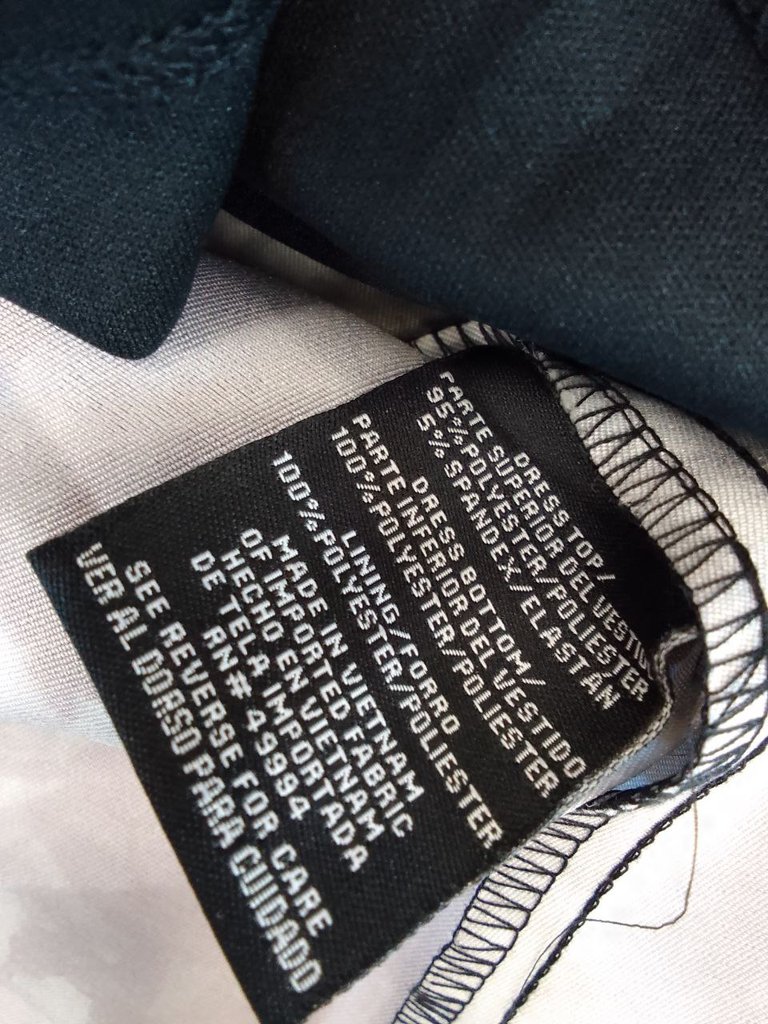 DRESS TOP/
PARTE SUPERIOR DEL VESTIDO
95% POLYESTER/POLIESTER
5% SPANDEX/ELASTÁN
DRESS BOTTOM/
PARTE INFERIOR DEL VESTIDO
100% POLYESTER/POLIESTER
LINING/FORRO
100% POLYESTER/POLIESTER
MADE IN VIETNAM
OF IMPORTED FABRIC
HECHO EN VIETNAM
DE TELA IMPORTADA
RN# 49994
SEE REVERSE FOR CARE
VER AL DORSO PARA CUIDADO